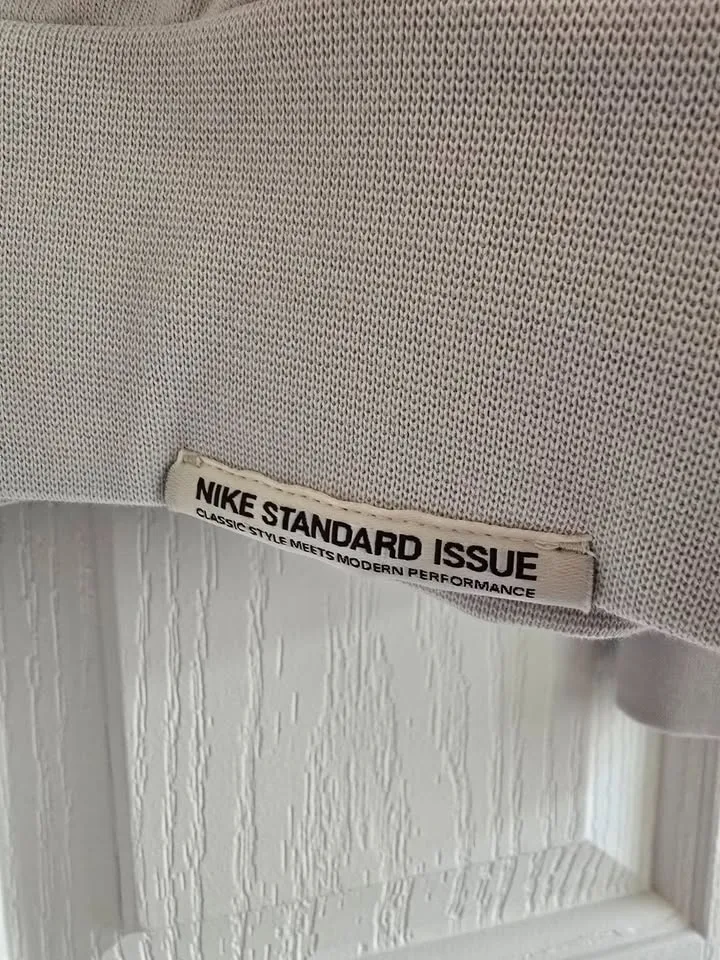 NIKE STANDARD ISSUE
CLASSIC STYLE MEETS MODERN PERFORMANCE